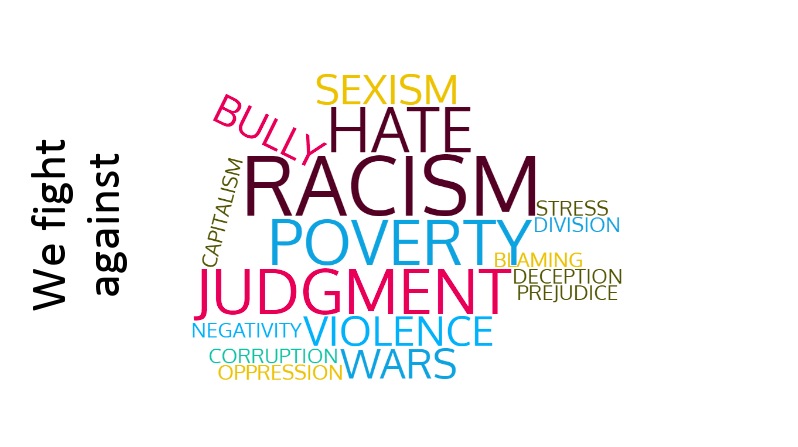 We fight
against
SEXISM
BULLY
HATE
RACISM
CAPITALISM
STRESS
DIVISION
POVERTY
BLAMING
DECEPTION
PREJUDICE
JUDGMENT
NEGATIVITY
VIOLENCE
CORRUPTION
WARS
OPPRESSION